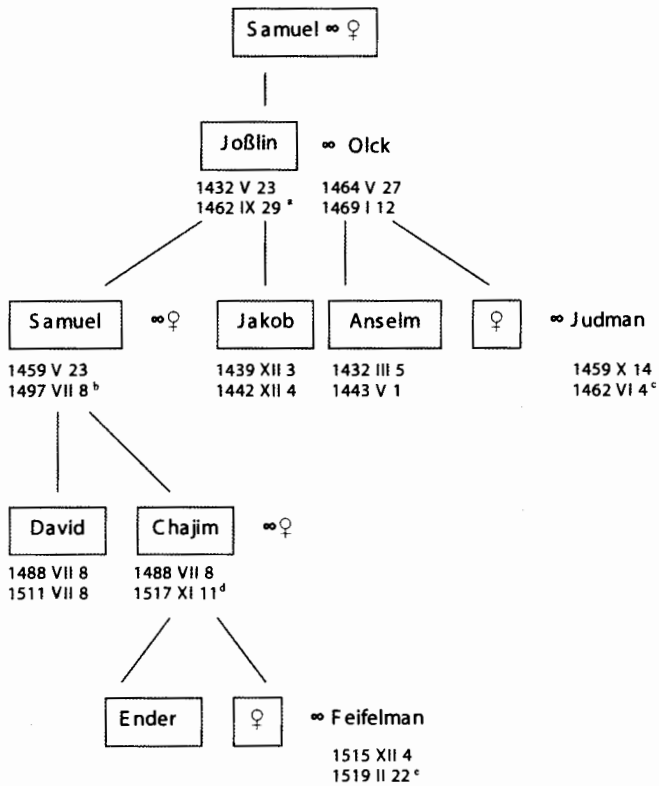 Samuel ∞ ♀
Joßlin ∞ Olck
1432 V 23 1464 V 27
1462 IX 29 a 1469 I 12
Samuel ∞♀ Jakob Anselm ♀ ∞ Judman
1459 V 23 1439 XII 3 1432 III 5 1459 X 14
1497 VII 8 b 1442 XII 4 1443 V 1 1462 VI 4 c
David Chajim ∞♀
1488 VII 8 1488 VII 8
1511 VII 8 1517 XI 11 d
Ender ♀ ∞ Feifelman
1515 XII 4
1519 II 22 e